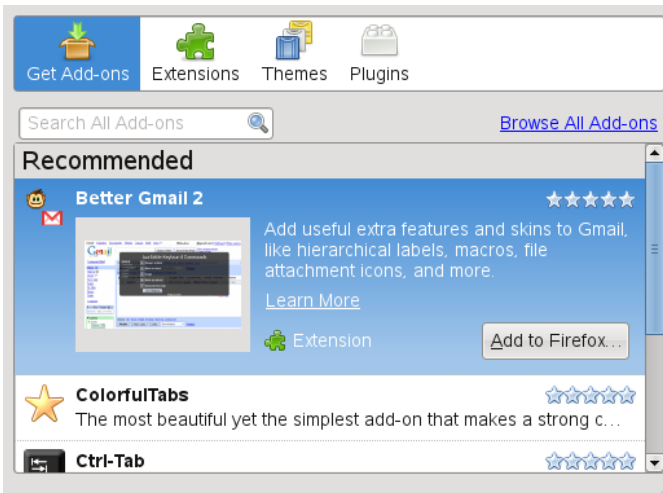 Get Add-ons Extensions Themes Plugins
Search All Add-ons Browse All Add-ons
Recommended
Better Gmail 2
Add useful extra features and skins to Gmail,
like hierarchical labels, macros, file
attachment icons, and more.
Learn More
Extension Add to Firefox...
ColorfulTabs
The most beautiful yet the simplest add-on that makes a strong c...
Ctrl-Tab